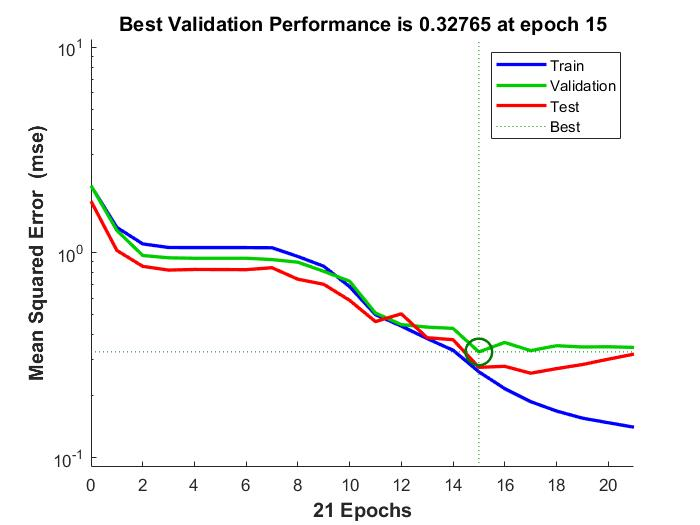 Best Validation Performance is 0.32765 at epoch 15
Mean Squared Error (mse)
10^1
10^0
10^-1
Train
Validation
Test
Best
0 2 4 6 8 10 12 14 16 18 20
21 Epochs